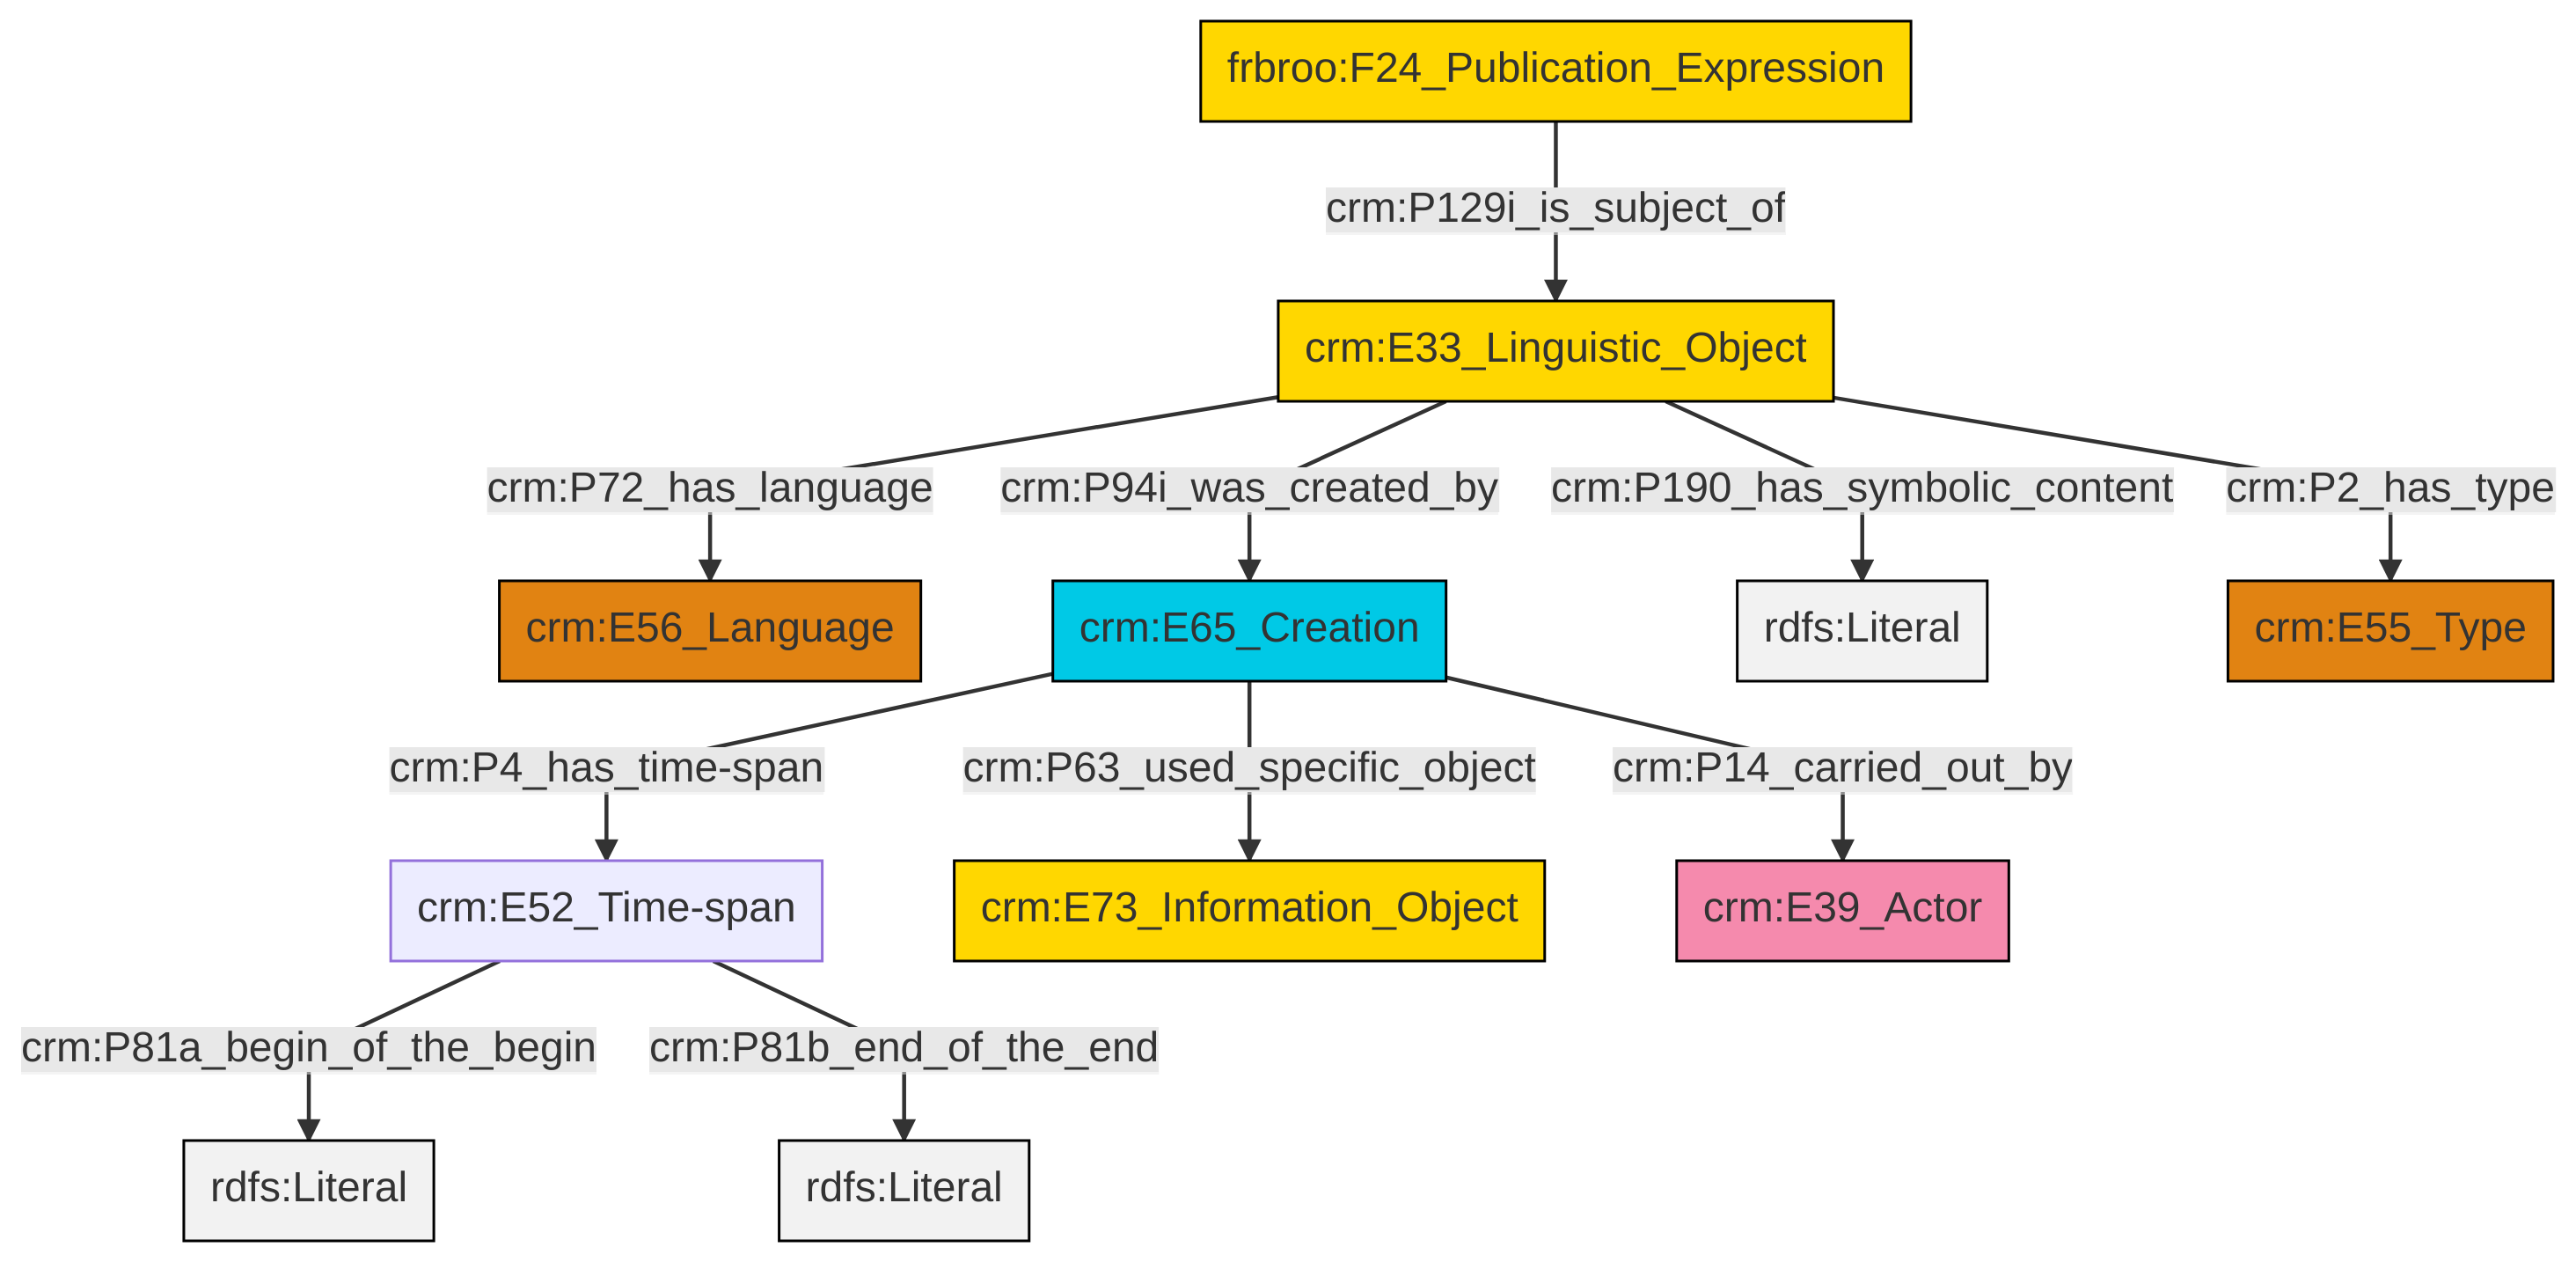 frbroo:F24_Publication_Expression
crm:P129i_is_subject_of
crm:E33_Linguistic_Object
crm:P72_has_language
crm:P94i_was_created_by
crm:P190_has_symbolic_content
crm:P2_has_type
crm:E56_Language
crm:E65_Creation
rdfs:Literal
crm:E55_Type
crm:P4_has_time-span
crm:P63_used_specific_object
crm:P14_carried_out_by
crm:E52_Time-span
crm:E73_Information_Object
crm:E39_Actor
crm:P81a_begin_of_the_begin
crm:P81b_end_of_the_end
rdfs:Literal
rdfs:Literal